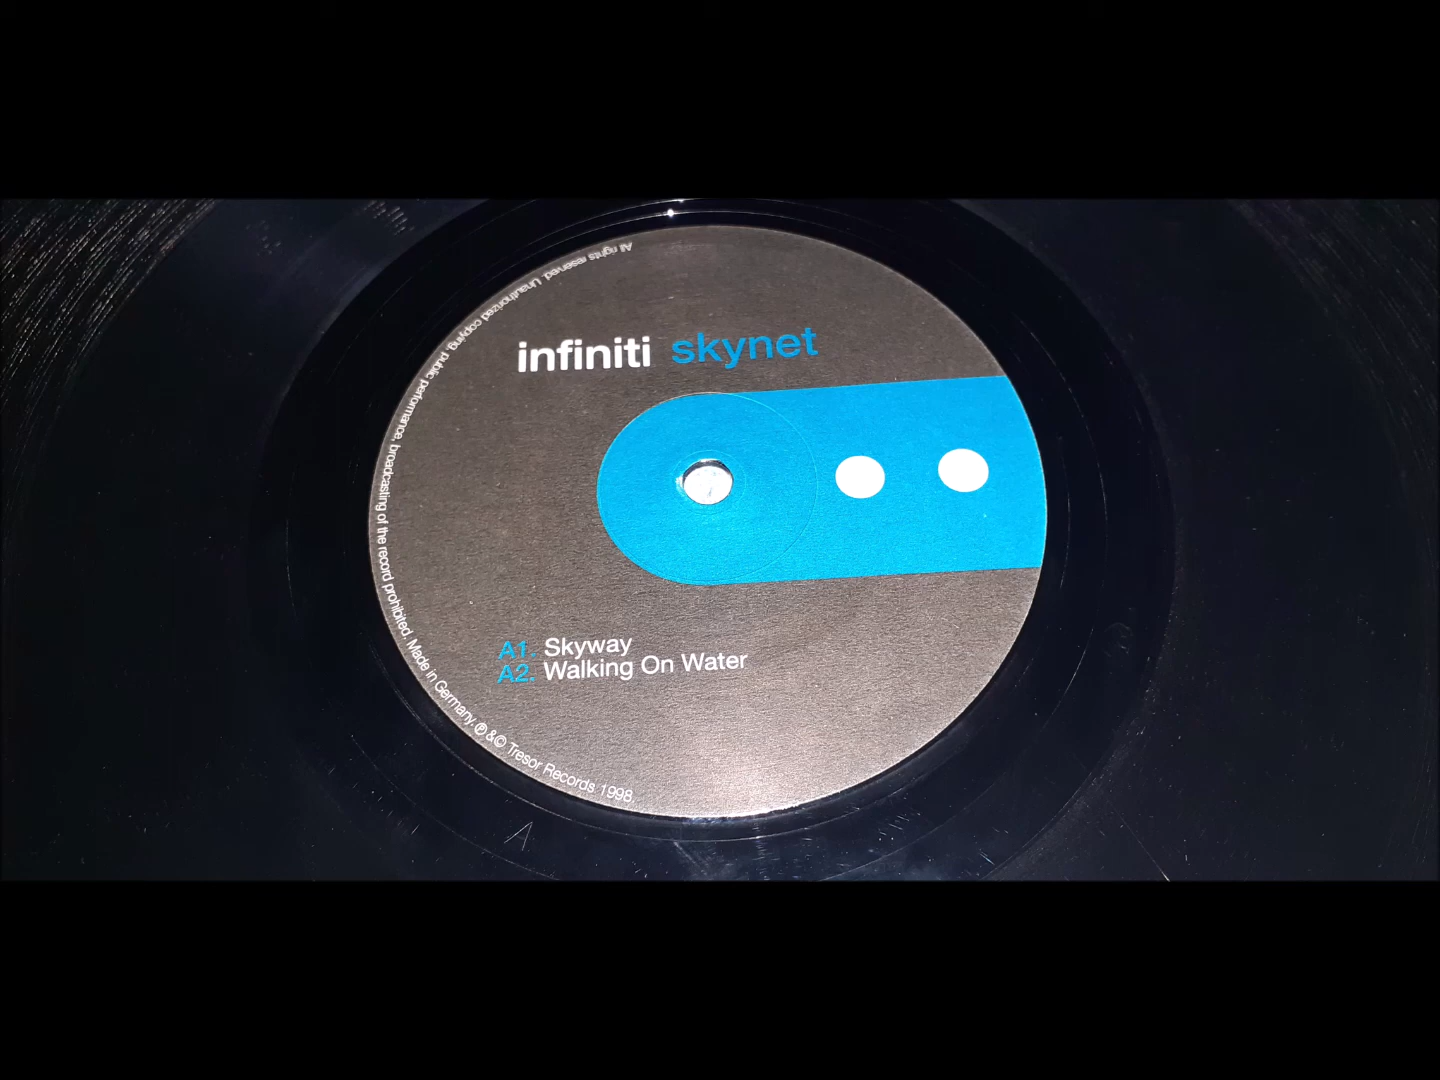 infiniti skynet
A1. Skyway
A2. Walking On Water
All rights reserved. Unauthorized copying, public performance, broadcasting of the record prohibited. Made in Germany. ℗ & © Tresor Records 1998.